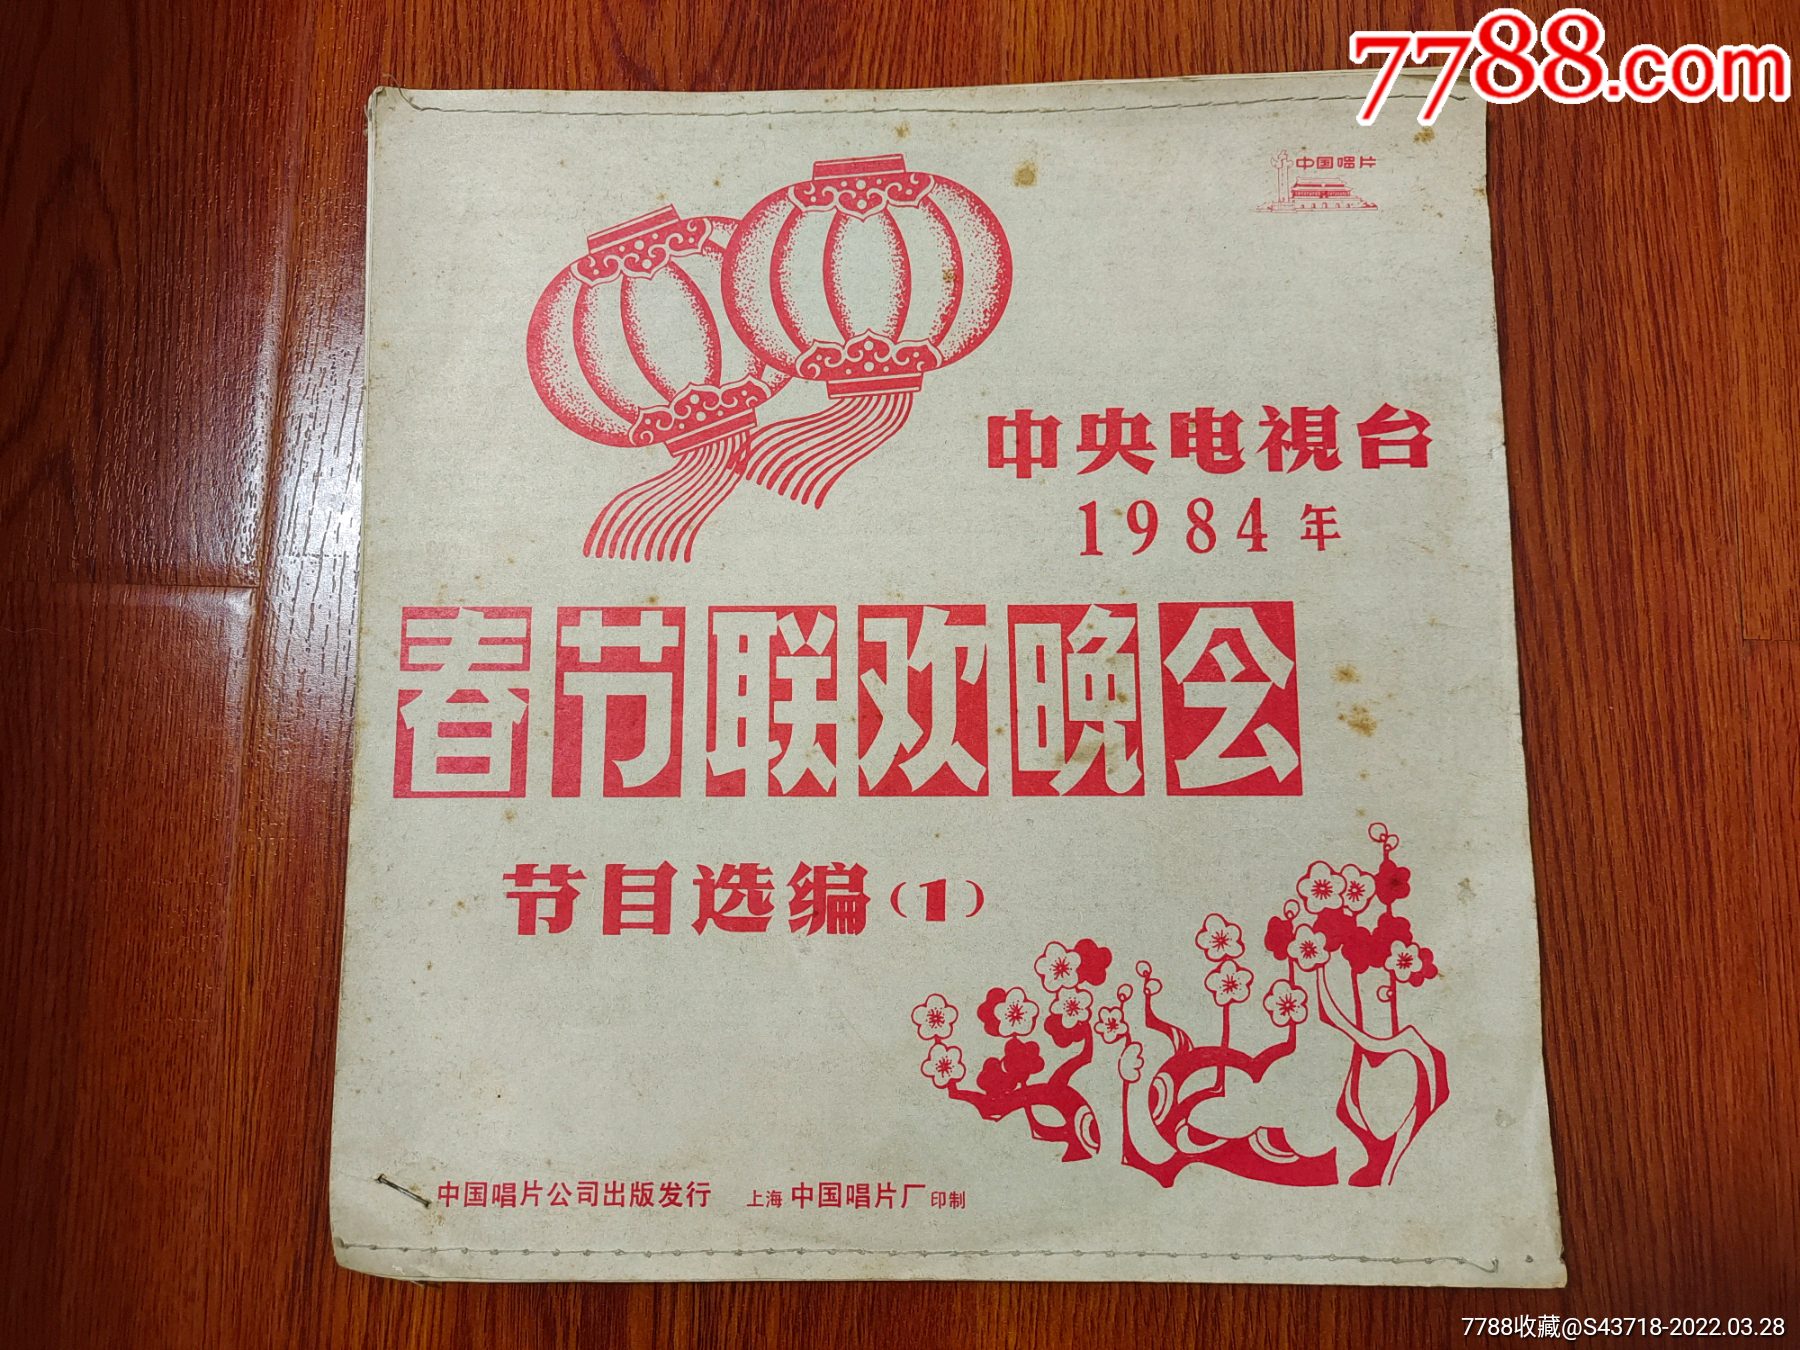 7788.com
中国唱片
中央电視台
1984年
春节联欢晚会
节目选编(1)
中国唱片公司出版发行 上海中国唱片厂印制
7788收藏@S43718-2022.03.28